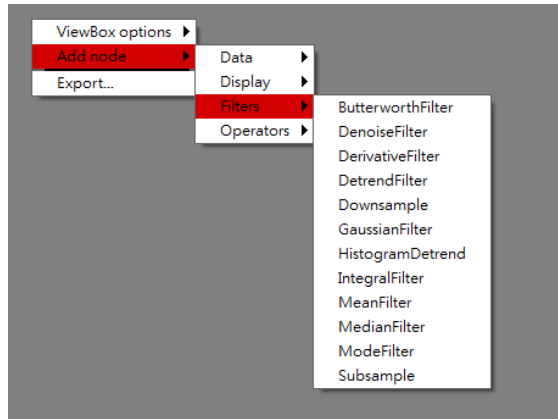 ViewBox options
Add node
Export...
Data
Display
Filters
Operators
ButterworthFilter
DenoiseFilter
DerivativeFilter
DetrendFilter
Downsample
GaussianFilter
HistogramDetrend
IntegralFilter
MeanFilter
MedianFilter
ModeFilter
Subsample